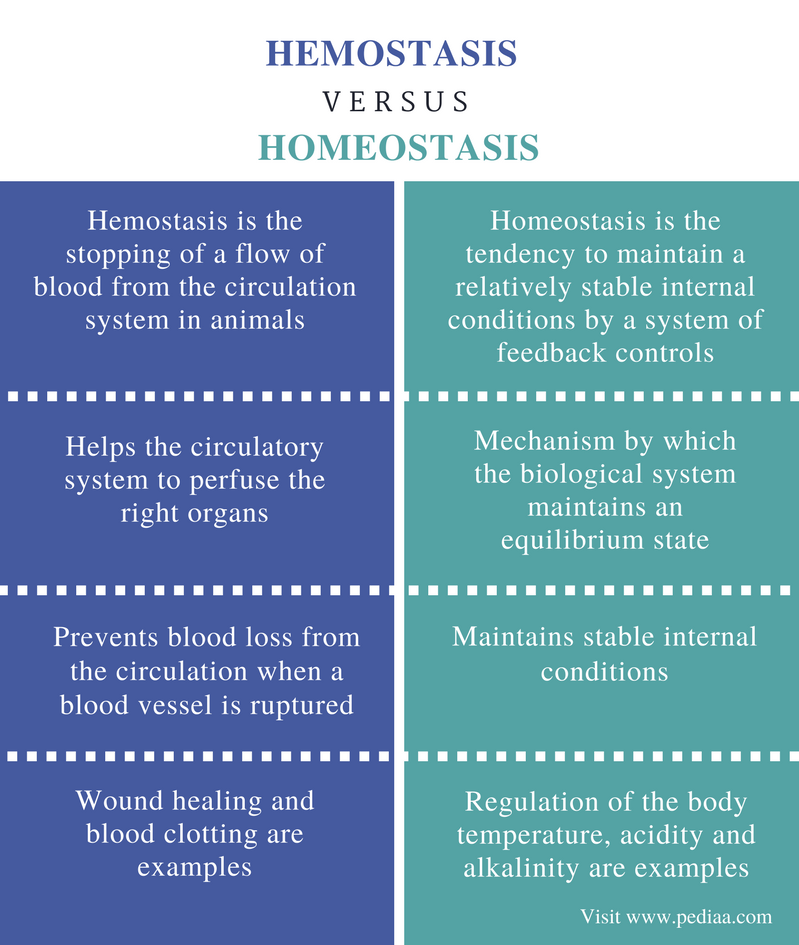 HEMOSTASIS
VERSUS
HOMEOSTASIS
Hemostasis is the
stopping of a flow of
blood from the circulation
system in animals
Homeostasis is the
tendency to maintain a
relatively stable internal
conditions by a system of
feedback controls
Helps the circulatory
system to perfuse the
right organs
Mechanism by which
the biological system
maintains an
equilibrium state
Prevents blood loss from
the circulation when a
blood vessel is ruptured
Maintains stable internal
conditions
Wound healing and
blood clotting are
examples
Regulation of the body
temperature, acidity and
alkalinity are examples
Visit www.pediaa.com